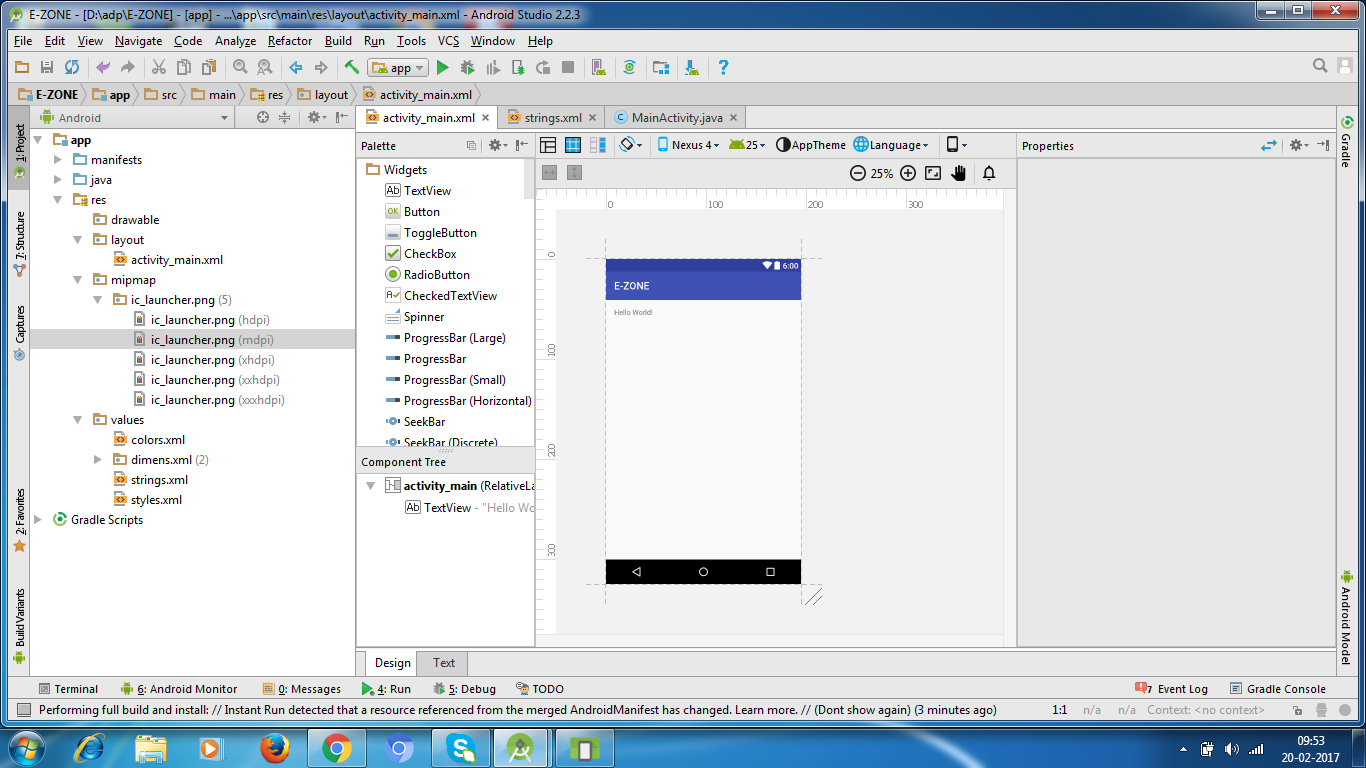 E-ZONE - [D:\adp\E-ZONE] - [app] - ...\app\src\main\res\layout\activity_main.xml - Android Studio 2.2.3
File Edit View Navigate Code Analyze Refactor Build Run Tools VCS Window Help
app
E-ZONE app src main res layout activity_main.xml
Android
activity_main.xml strings.xml MainActivity.java
1: Project
7: Structure
Captures
2: Favorites
Build Variants
app
manifests
java
res
drawable
layout
activity_main.xml
mipmap
ic_launcher.png (5)
ic_launcher.png (hdpi)
ic_launcher.png (mdpi)
ic_launcher.png (xhdpi)
ic_launcher.png (xxhdpi)
ic_launcher.png (xxxhdpi)
values
colors.xml
dimens.xml (2)
strings.xml
styles.xml
Gradle Scripts
Palette
Widgets
Ab TextView
OK Button
ToggleButton
CheckBox
RadioButton
CheckedTextView
Spinner
ProgressBar (Large)
ProgressBar
ProgressBar (Small)
ProgressBar (Horizontal)
SeekBar
SeekBar (Discrete)
Component Tree
activity_main (RelativeLa
Ab TextView - "Hello Wo
Nexus 4 25 AppTheme Language
25%
0 100 200 300
0
100
200
300
6:00
E-ZONE
Hello World!
Properties
Gradle
Android Model
Design Text
Terminal 6: Android Monitor 0: Messages 4: Run 5: Debug TODO 7 Event Log Gradle Console
Performing full build and install: // Instant Run detected that a resource referenced from the merged AndroidManifest has changed. Learn more. // (Dont show again) (3 minutes ago) 1:1 n/a n/a Context: <no context>
09:53
20-02-2017